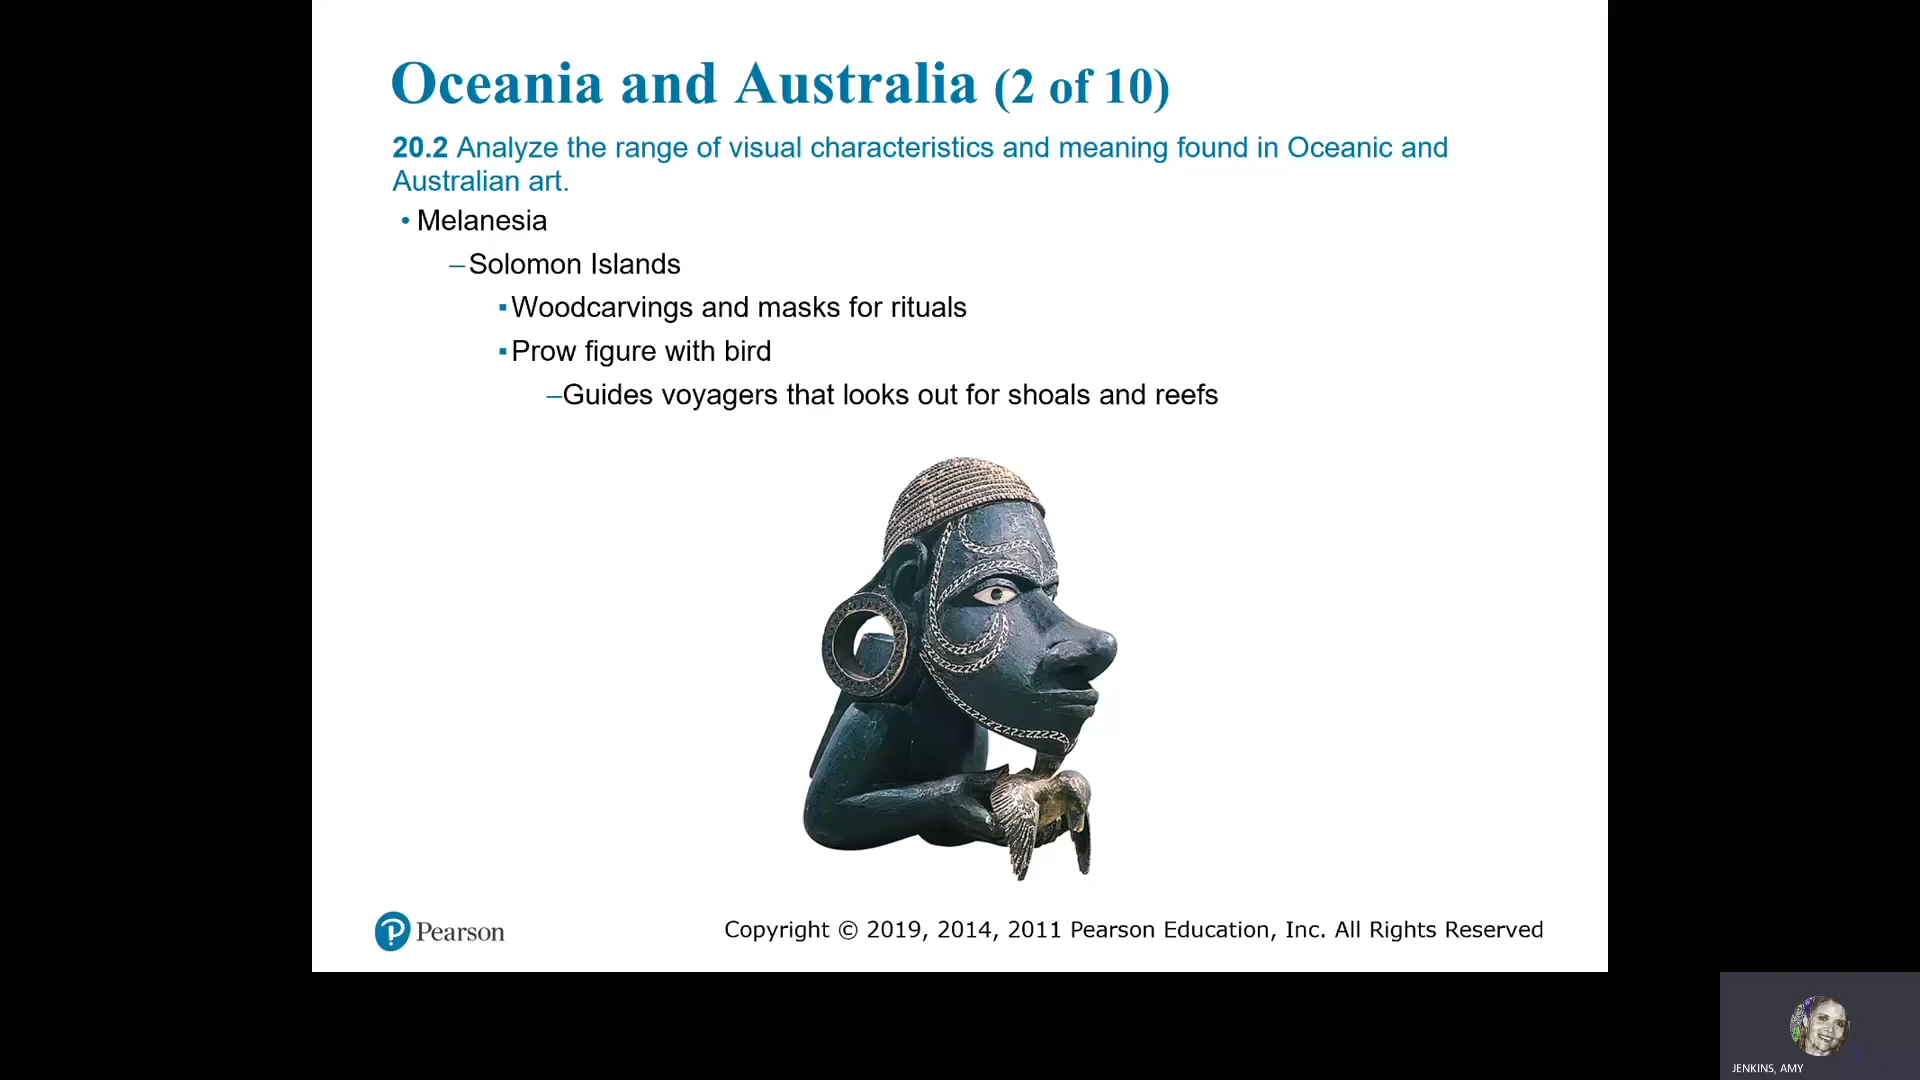 Oceania and Australia (2 of 10)
20.2 Analyze the range of visual characteristics and meaning found in Oceanic and
Australian art.
• Melanesia
–Solomon Islands
▪Woodcarvings and masks for rituals
▪Prow figure with bird
–Guides voyagers that looks out for shoals and reefs
Pearson
Copyright © 2019, 2014, 2011 Pearson Education, Inc. All Rights Reserved
JENKINS, AMY